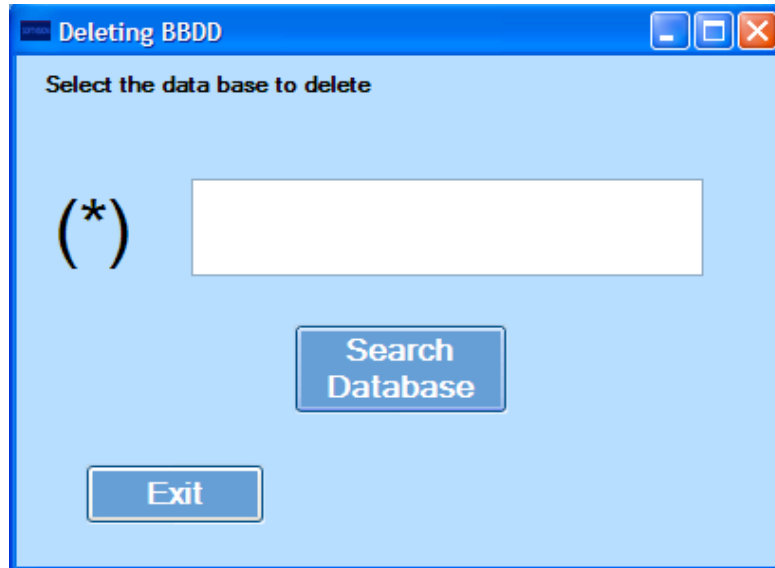 Deleting BBDD
Select the data base to delete
(*)
Search
Database
Exit